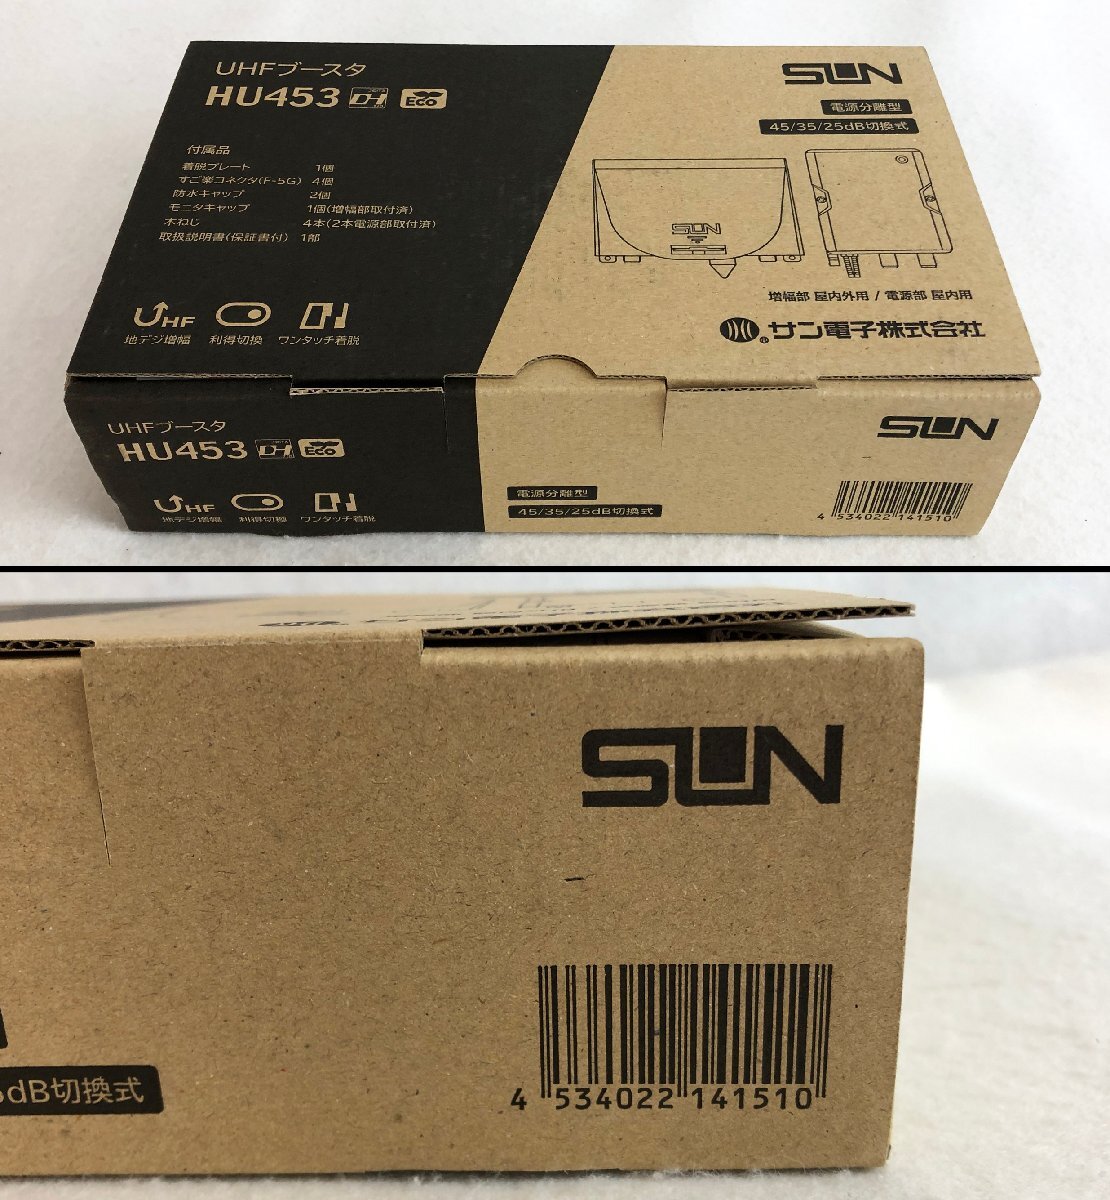 UHFブースタ
HU453 DH ECO
付属品
着脱プレート 1個
すご楽コネクタ(F-5G) 4個
防水キャップ 2個
モニタキャップ 1個(増幅部取付済)
木ねじ 4本(2本電源部取付済)
取扱説明書(保証書付) 1部
UHF
地デジ増幅 利得切換 ワンタッチ着脱
SUN
電源分離型
45/35/25dB切換式
SUN
増幅部 屋内外用 / 電源部 屋内用
サン電子株式会社
UHFブースタ
HU453 DH ECO
UHF
地デジ増幅 利得切換 ワンタッチ着脱
電源分離型
45/35/25dB切換式
SUN
4 534022 141510
SUN
5dB切換式
4 534022 141510